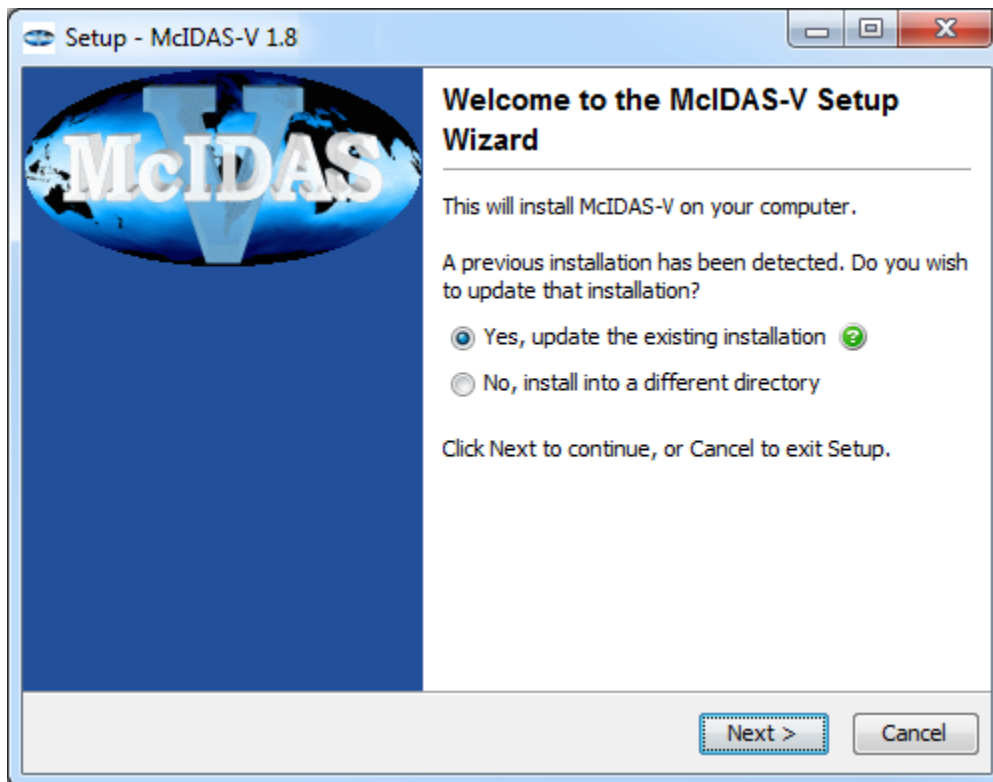 Setup - McIDAS-V 1.8
V
McIDAS
Welcome to the McIDAS-V Setup
Wizard
This will install McIDAS-V on your computer.
A previous installation has been detected. Do you wish
to update that installation?
Yes, update the existing installation ?
No, install into a different directory
Click Next to continue, or Cancel to exit Setup.
Next > Cancel